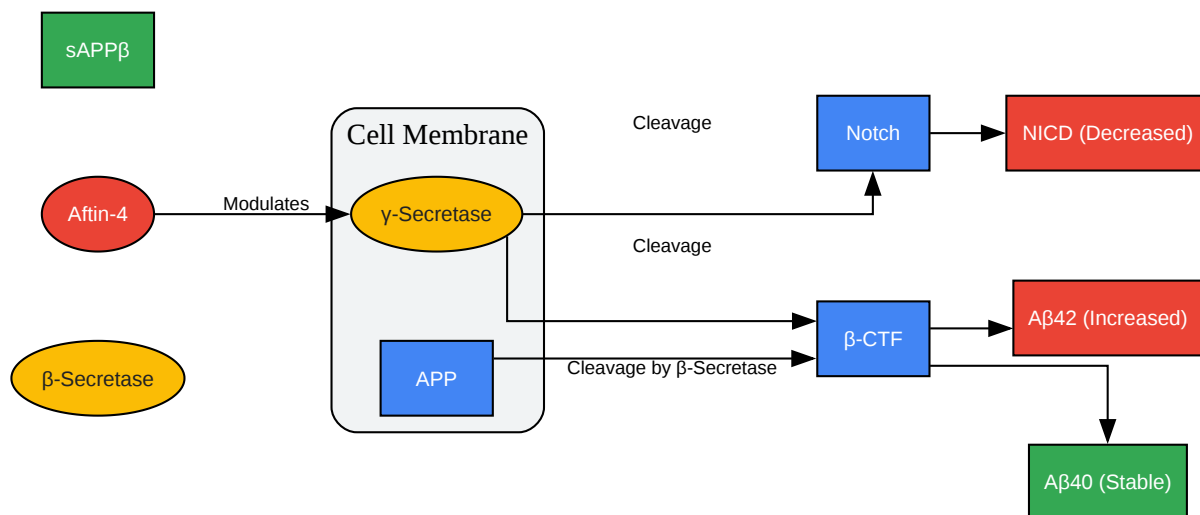 sAPPβ
Cell Membrane
Cleavage
Notch
NICD (Decreased)
Aftin-4
Modulates
γ-Secretase
Cleavage
β-CTF
Aβ42 (Increased)
β-Secretase
APP
Cleavage by β-Secretase
Aβ40 (Stable)